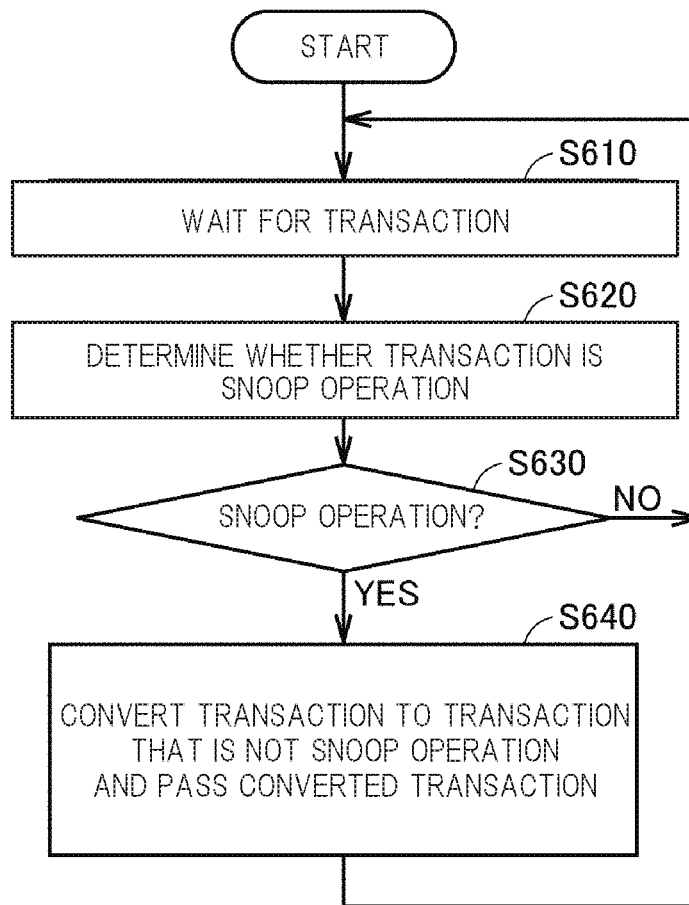 START
S610
WAIT FOR TRANSACTION
S620
DETERMINE WHETHER TRANSACTION IS
SNOOP OPERATION
S630
SNOOP OPERATION?
NO
YES
S640
CONVERT TRANSACTION TO TRANSACTION
THAT IS NOT SNOOP OPERATION
AND PASS CONVERTED TRANSACTION